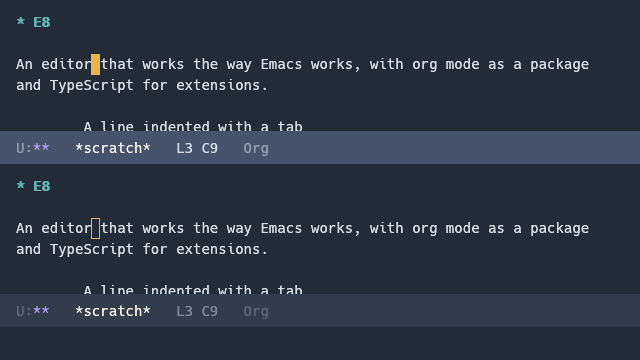 * E8
An editor that works the way Emacs works, with org mode as a package
and TypeScript for extensions.
A line indented with a tab
U:** *scratch* L3 C9 Org
* E8
An editor that works the way Emacs works, with org mode as a package
and TypeScript for extensions.
A line indented with a tab
U:** *scratch* L3 C9 Org